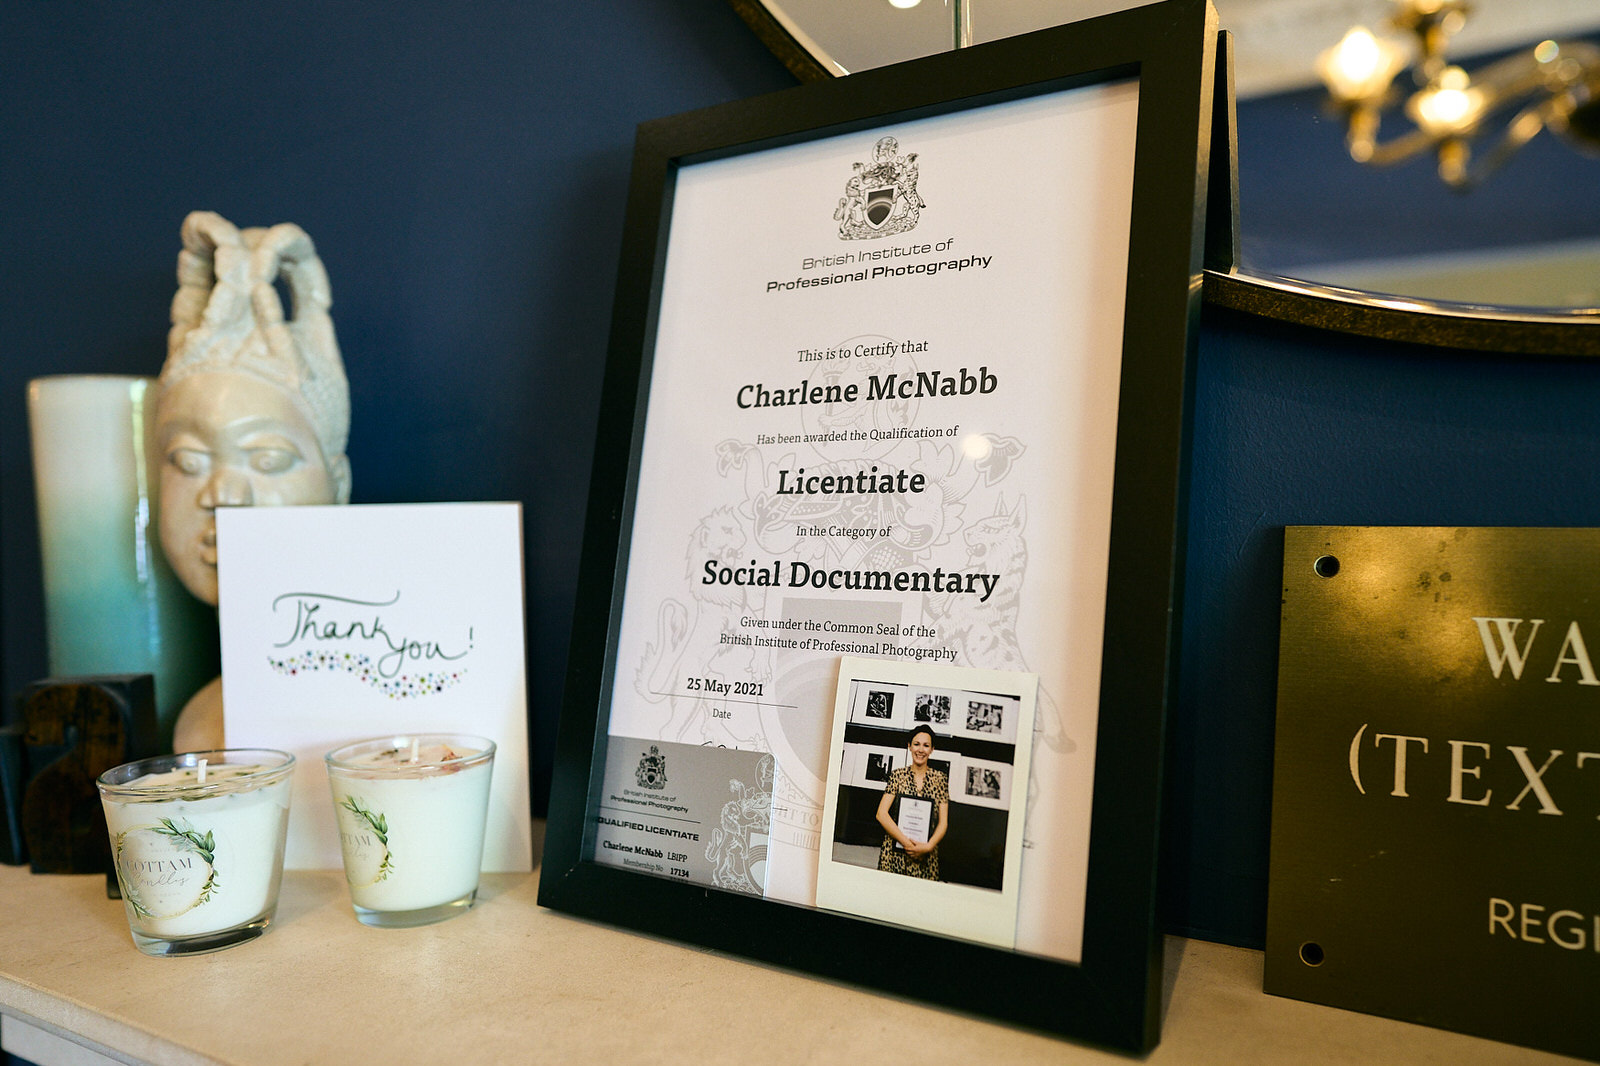 British Institute of
Professional Photography
This is to Certify that
Charlene McNabb
Has been awarded the Qualification of
Licentiate
In the Category of
Social Documentary
Given under the Common Seal of the
British Institute of Professional Photography
25 May 2021
Date
British Institute of
Professional Photography
QUALIFIED LICENTIATE
Charlene McNabb LBIPP
Membership No 17134
Thank you!
COTTAM
Candles
TTAM
WA
(TEXT
REGI